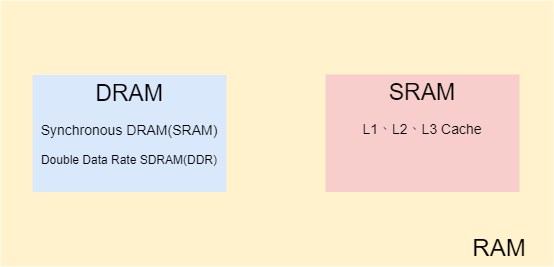 DRAM
Synchronous DRAM(SRAM)
Double Data Rate SDRAM(DDR)
SRAM
L1、L2、L3 Cache
RAM